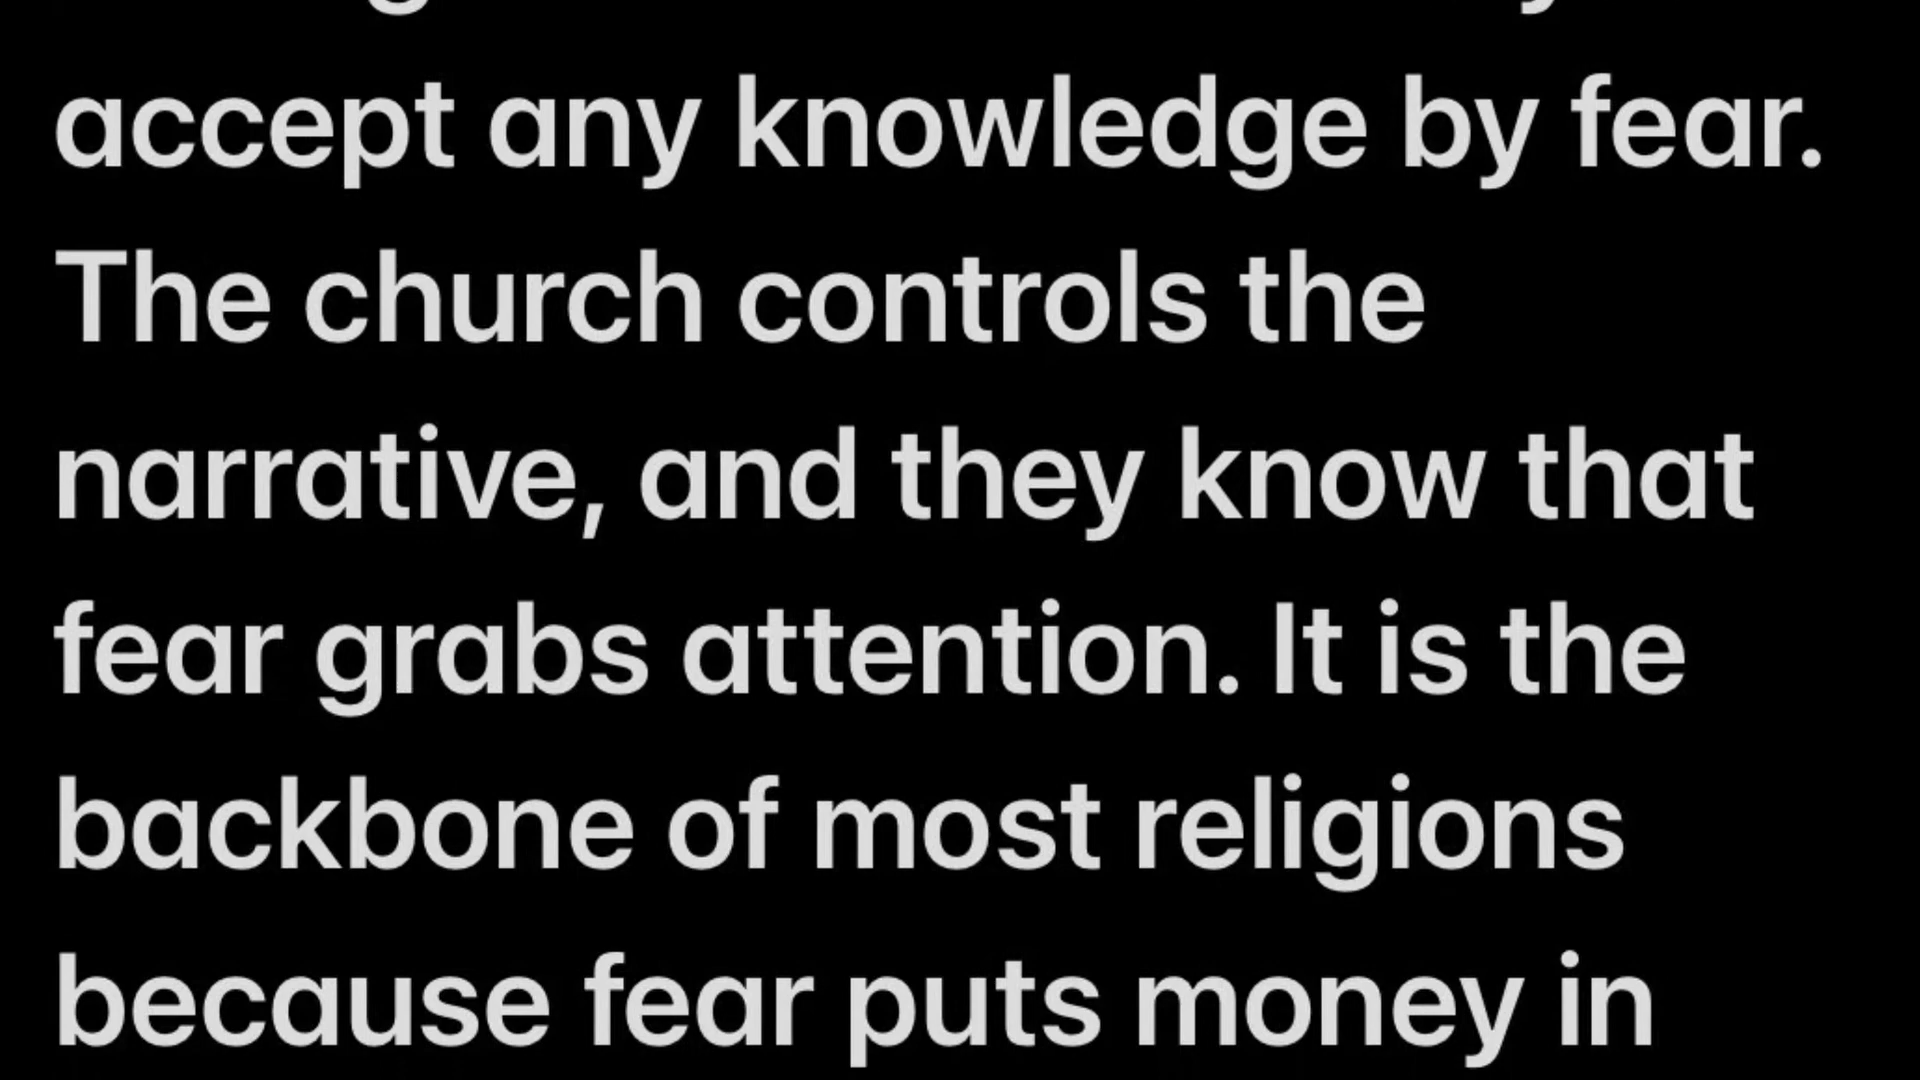 accept any knowledge by fear.
The church controls the
narrative, and they know that
fear grabs attention. It is the
backbone of most religions
because fear puts money in